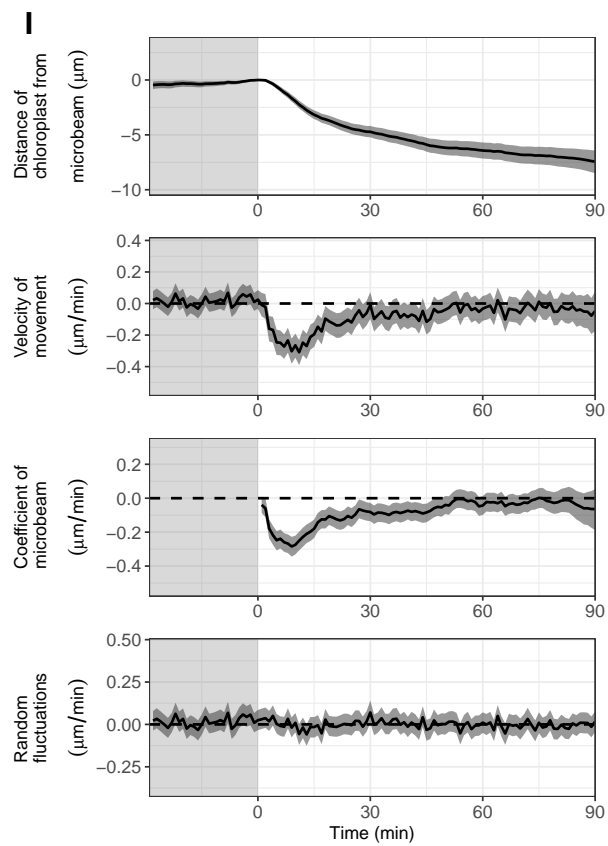 I
Distance of
chloroplast from
microbeam (μm)
0
−5
−10
0
30
60
90
Velocity of
movement
(μm/min)
0.4
0.2
0.0
−0.2
−0.4
0
30
60
90
Coefficient of
microbeam
(μm/min)
0.2
0.0
−0.2
−0.4
0
30
60
90
Random
fluctuations
(μm/min)
0.50
0.25
0.00
−0.25
0
30
60
90
Time (min)